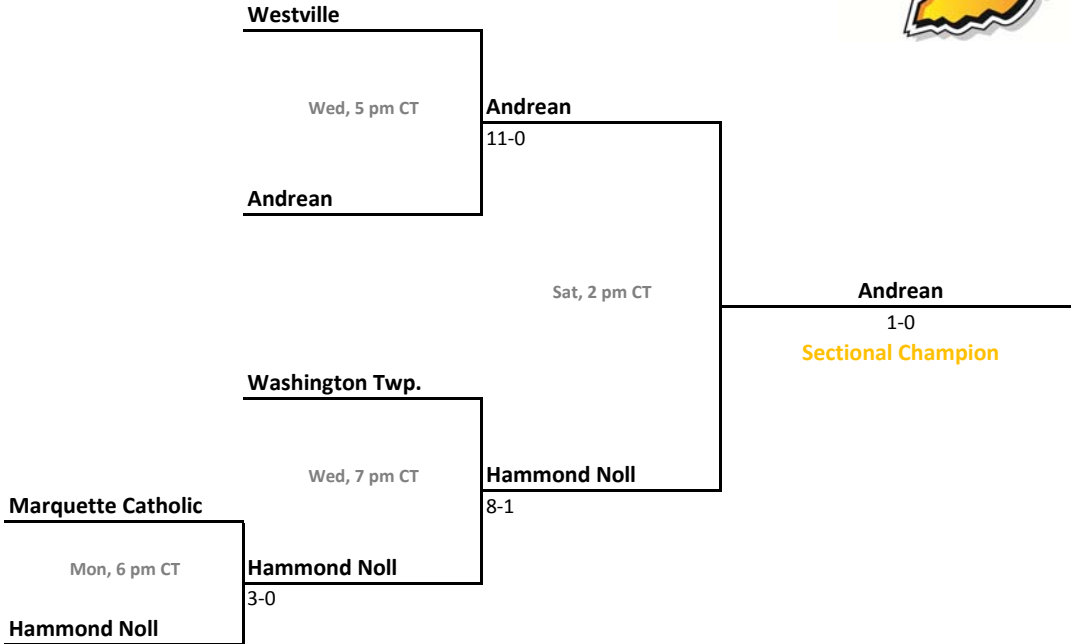 Westville
Wed, 5 pm CT
Andrean
11-0
Andrean
Sat, 2 pm CT
Andrean
1-0
Sectional Champion
Washington Twp.
Wed, 7 pm CT
Hammond Noll
8-1
Marquette Catholic
Mon, 6 pm CT
Hammond Noll
3-0
Hammond Noll